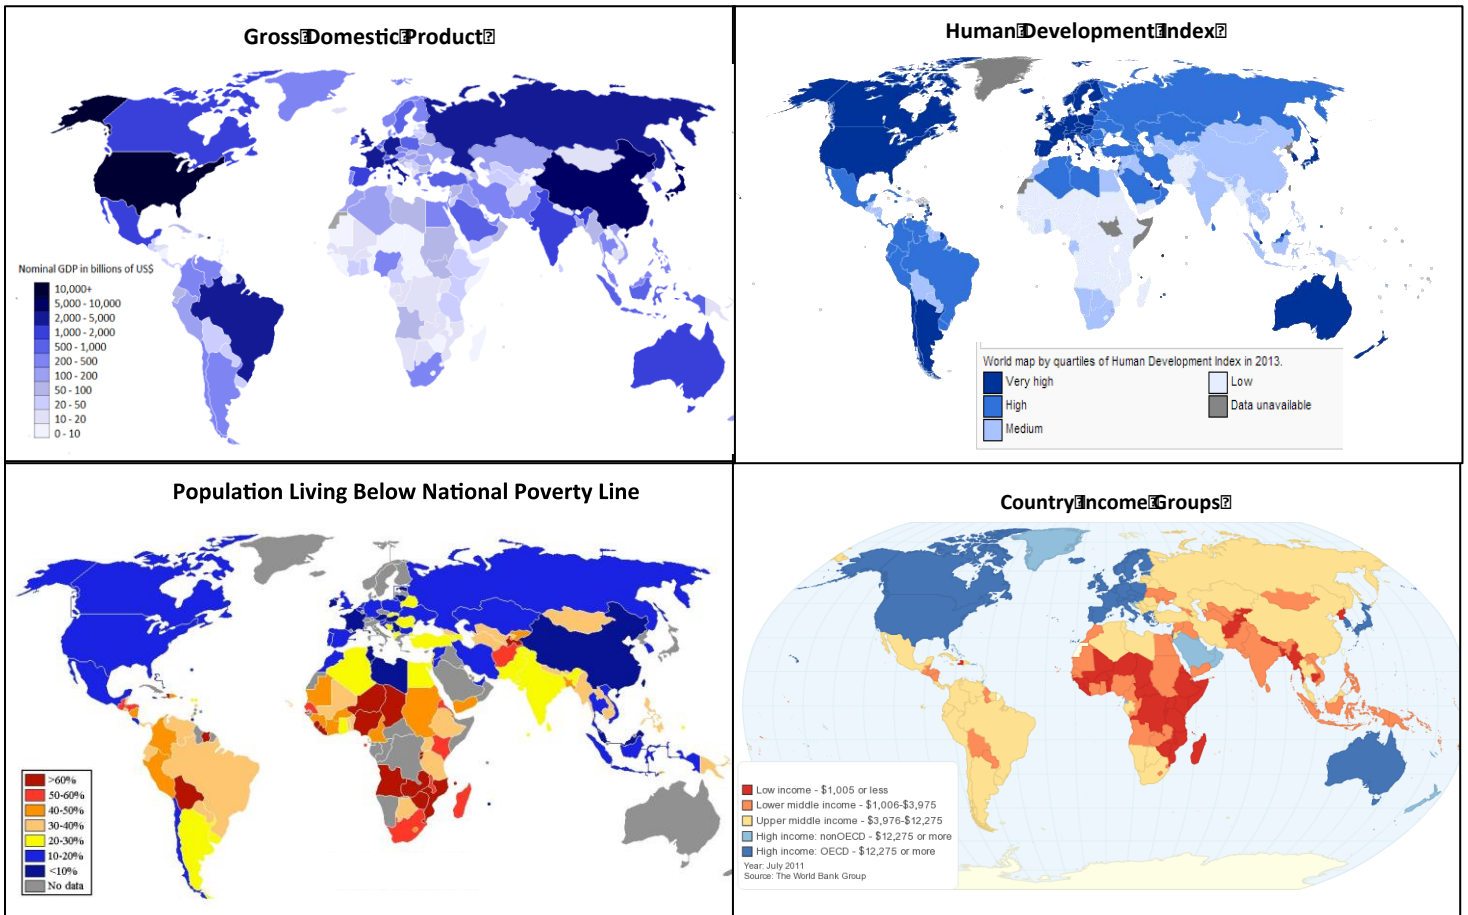 Gross Domestic Product
Nominal GDP in billions of US$
10,000+
5,000 - 10,000
2,000 - 5,000
1,000 - 2,000
500 - 1,000
200 - 500
100 - 200
50 - 100
20 - 50
10 - 20
0 - 10
Human Development Index
World map by quartiles of Human Development Index in 2013.
Very high
High
Medium
Low
Data unavailable
Population Living Below National Poverty Line
>60%
50-60%
40-50%
30-40%
20-30%
10-20%
<10%
No data
Country Income Groups
Low income - $1,005 or less
Lower middle income - $1,006-$3,975
Upper middle income - $3,976-$12,275
High income: nonOECD - $12,275 or more
High income: OECD - $12,275 or more
Year: July 2011
Source: The World Bank Group